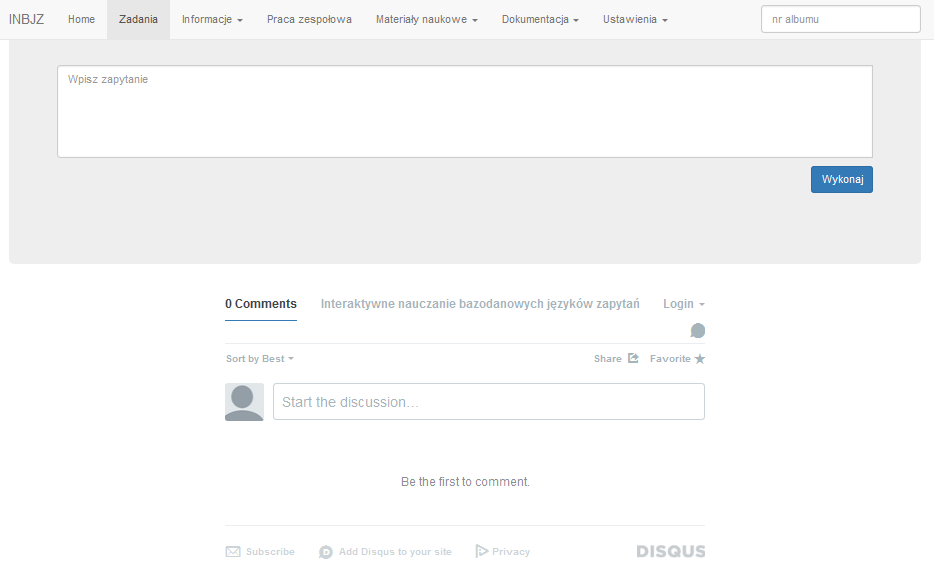 INBJZ Home Zadania Informacje Praca zespołowa Materiały naukowe Dokumentacja Ustawienia nr albumu
Wpisz zapytanie
Wykonaj
0 Comments Interaktywne nauczanie bazodanowych języków zapytań Login
Sort by Best Share Favorite
Start the discussion...
Be the first to comment.
Subscribe Add Disqus to your site Privacy DISQUS